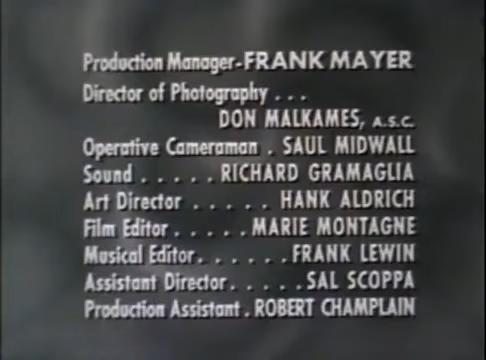 Production Manager-FRANK MAYER
Director of Photography . . .
DON MALKAMES, A.S.C.
Operative Cameraman . SAUL MIDWALL
Sound . . . . . RICHARD GRAMAGLIA
Art Director . . . . . HANK ALDRICH
Film Editor . . . . . MARIE MONTAGNE
Musical Editor . . . . . . FRANK LEWIN
Assistant Director . . . . . SAL SCOPPA
Production Assistant . ROBERT CHAMPLAIN